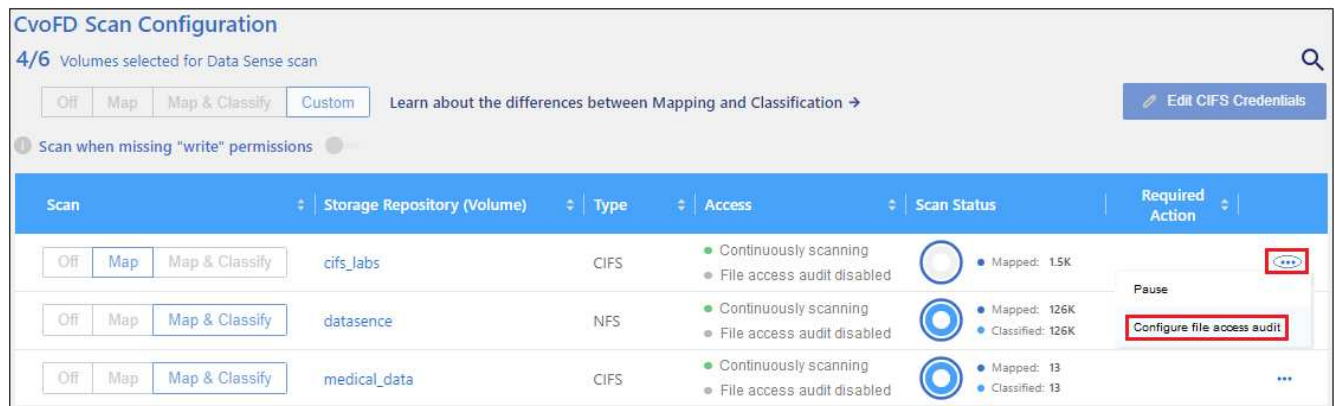 CvoFD Scan Configuration
4/6 Volumes selected for Data Sense scan
Off Map Map & Classify Custom Learn about the differences between Mapping and Classification → Edit CIFS Credentials
Scan when missing "write" permissions
Scan Storage Repository (Volume) Type Access Scan Status Required Action
Off Map Map & Classify cifs_labs CIFS Continuously scanning Mapped: 1.5K
File access audit disabled
Pause
Off Map Map & Classify datasence NFS Continuously scanning Mapped: 126K
File access audit disabled Classified: 126K
Configure file access audit
Off Map Map & Classify medical_data CIFS Continuously scanning Mapped: 13
File access audit disabled Classified: 13